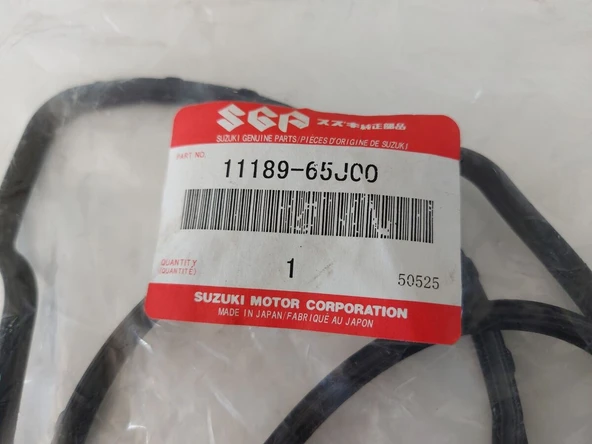 SGP スズキ純正部品
SUZUKI GENUINE PARTS/PIÈCES D'ORIGINE DE SUZUKI
PART NO.
11189-65J00
QUANTITY
(QUANTITÉ)
1
50525
SUZUKI MOTOR CORPORATION
MADE IN JAPAN/FABRIQUÉ AU JAPON